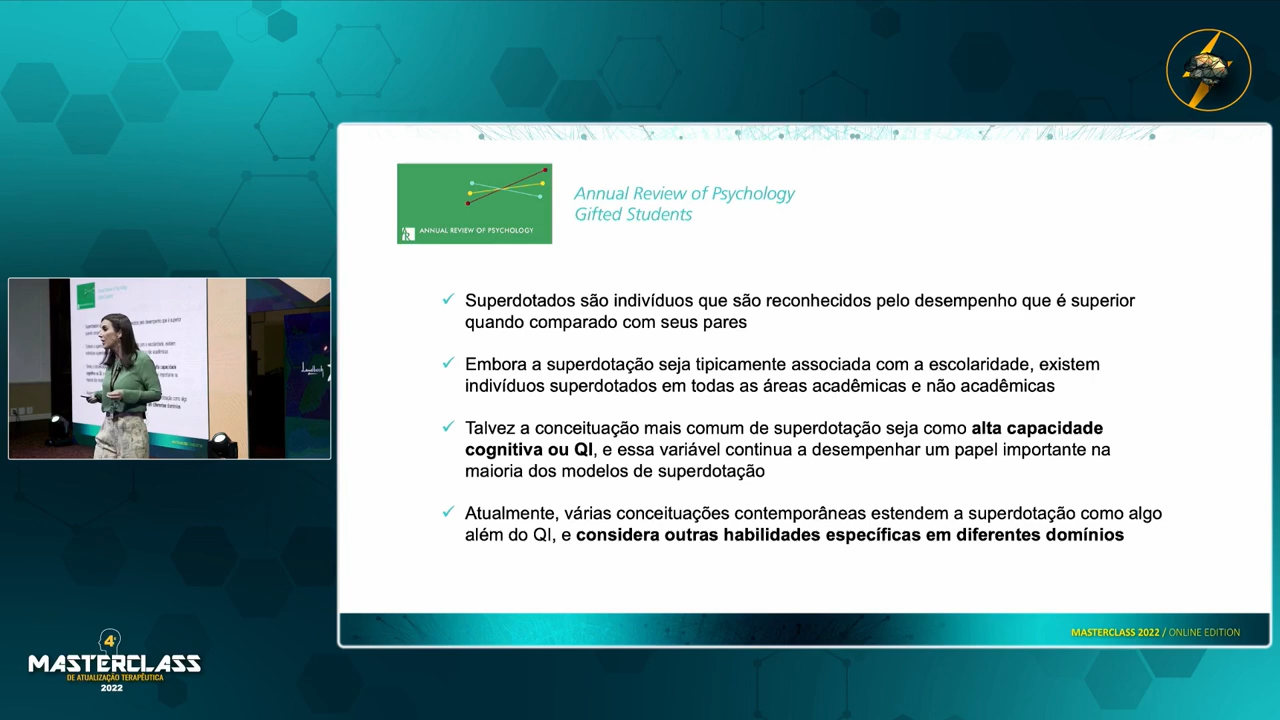 Annual Review of Psychology
Gifted Students
AR ANNUAL REVIEW OF PSYCHOLOGY
✓ Superdotados são indivíduos que são reconhecidos pelo desempenho que é superior
quando comparado com seus pares
✓ Embora a superdotação seja tipicamente associada com a escolaridade, existem
indivíduos superdotados em todas as áreas acadêmicas e não acadêmicas
✓ Talvez a conceituação mais comum de superdotação seja como alta capacidade
cognitiva ou QI, e essa variável continua a desempenhar um papel importante na
maioria dos modelos de superdotação
✓ Atualmente, várias conceituações contemporâneas estendem a superdotação como algo
além do QI, e considera outras habilidades específicas em diferentes domínios
MASTERCLASS 2022 / ONLINE EDITION
4ª
MASTERCLASS
DE ATUALIZAÇÃO TERAPÊUTICA
2022